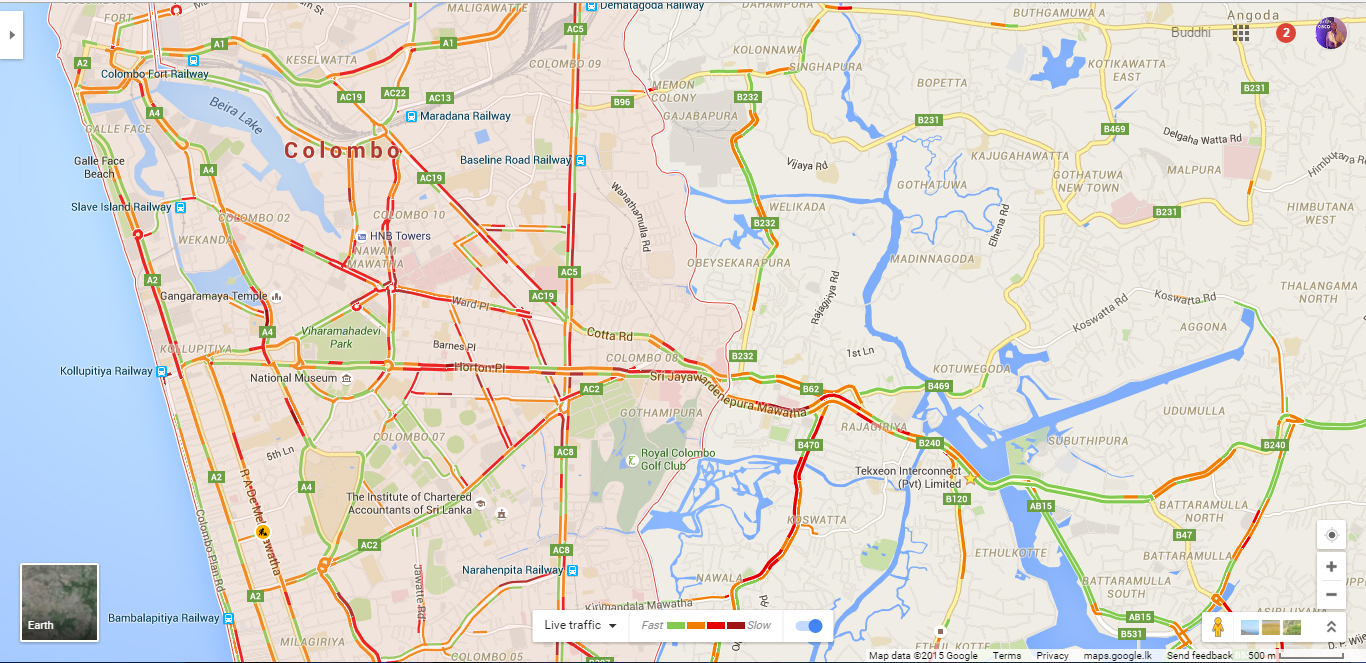 FORT
main St
MALIGAWATTE
AC5
Dematagoda Railway
DAHAMPURA
BUTHGAMUWA A
Angoda
Buddhi
2
A1
A1
A2
KESELWATTA
COLOMBO 09
KOLONNAWA
SINGHAPURA
KOTIKAWATTA
EAST
Colombo Fort Railway
AC19
AC22
AC13
B96
MEMON
COLONY
B232
BOPETTA
B231
A4
Beira Lake
Maradana Railway
GAJABAPURA
B231
B469
GALLE FACE
Delgaha Watta Rd
Colombo
Galle Face
Beach
Baseline Road Railway
Vijaya Rd
KAJUGAHAWATTA
A4
AC19
GOTHATUWA
GOTHATUWA
NEW TOWN
MALPURA
Wanathamulla Rd
Slave Island Railway
COLOMBO 02
COLOMBO 10
WELIKADA
B232
B231
HIMBUTANA
WEST
WEKANDA
HNB Towers
NAWAM
MAWATHA
Elhena Rd
A2
AC5
OBEYSEKARAPURA
MADINNAGODA
Gangaramaya Temple
AC19
Rajagiriya Rd
THALANGAMA
NORTH
Ward Pl
Koswatta Rd
Koswatta Rd
A4
Viharamahadevi
Park
Cotta Rd
AGGONA
KOLLUPITIYA
Barnes Pl
COLOMBO 08
B232
1st Ln
Kollupitiya Railway
Horton Pl
KOTUWEGODA
National Museum
AC2
Sri Jayawardenepura Mawatha
B62
B469
GOTHAMIPURA
UDUMULLA
RAJAGIRIYA
COLOMBO 07
B470
B240
SUBUTHIPURA
B240
5th Ln
AC8
Royal Colombo
Golf Club
A2
A4
Tekxeon Interconnect
(Pvt) Limited
B120
R A De Mel Mawatha
The Institute of Chartered
Accountants of Sri Lanka
AB15
BATTARAMULLA
NORTH
Colombo Plan Rd
KOSWATTA
B47
AC2
AC8
ETHULKOTTE
BATTARAMULLA
Narahenpita Railway
NAWALA
A2
Jawatte Rd
BATTARAMULLA
SOUTH
Earth
Bambalapitiya Railway
Kirimandala Mawatha
AB15
B531
Live traffic
Fast
Slow
MILAGIRIYA
COLOMBO 05
ETHULKOTTE
Map data ©2015 Google
Terms
Privacy
maps.google.lk
Send feedback
500 m